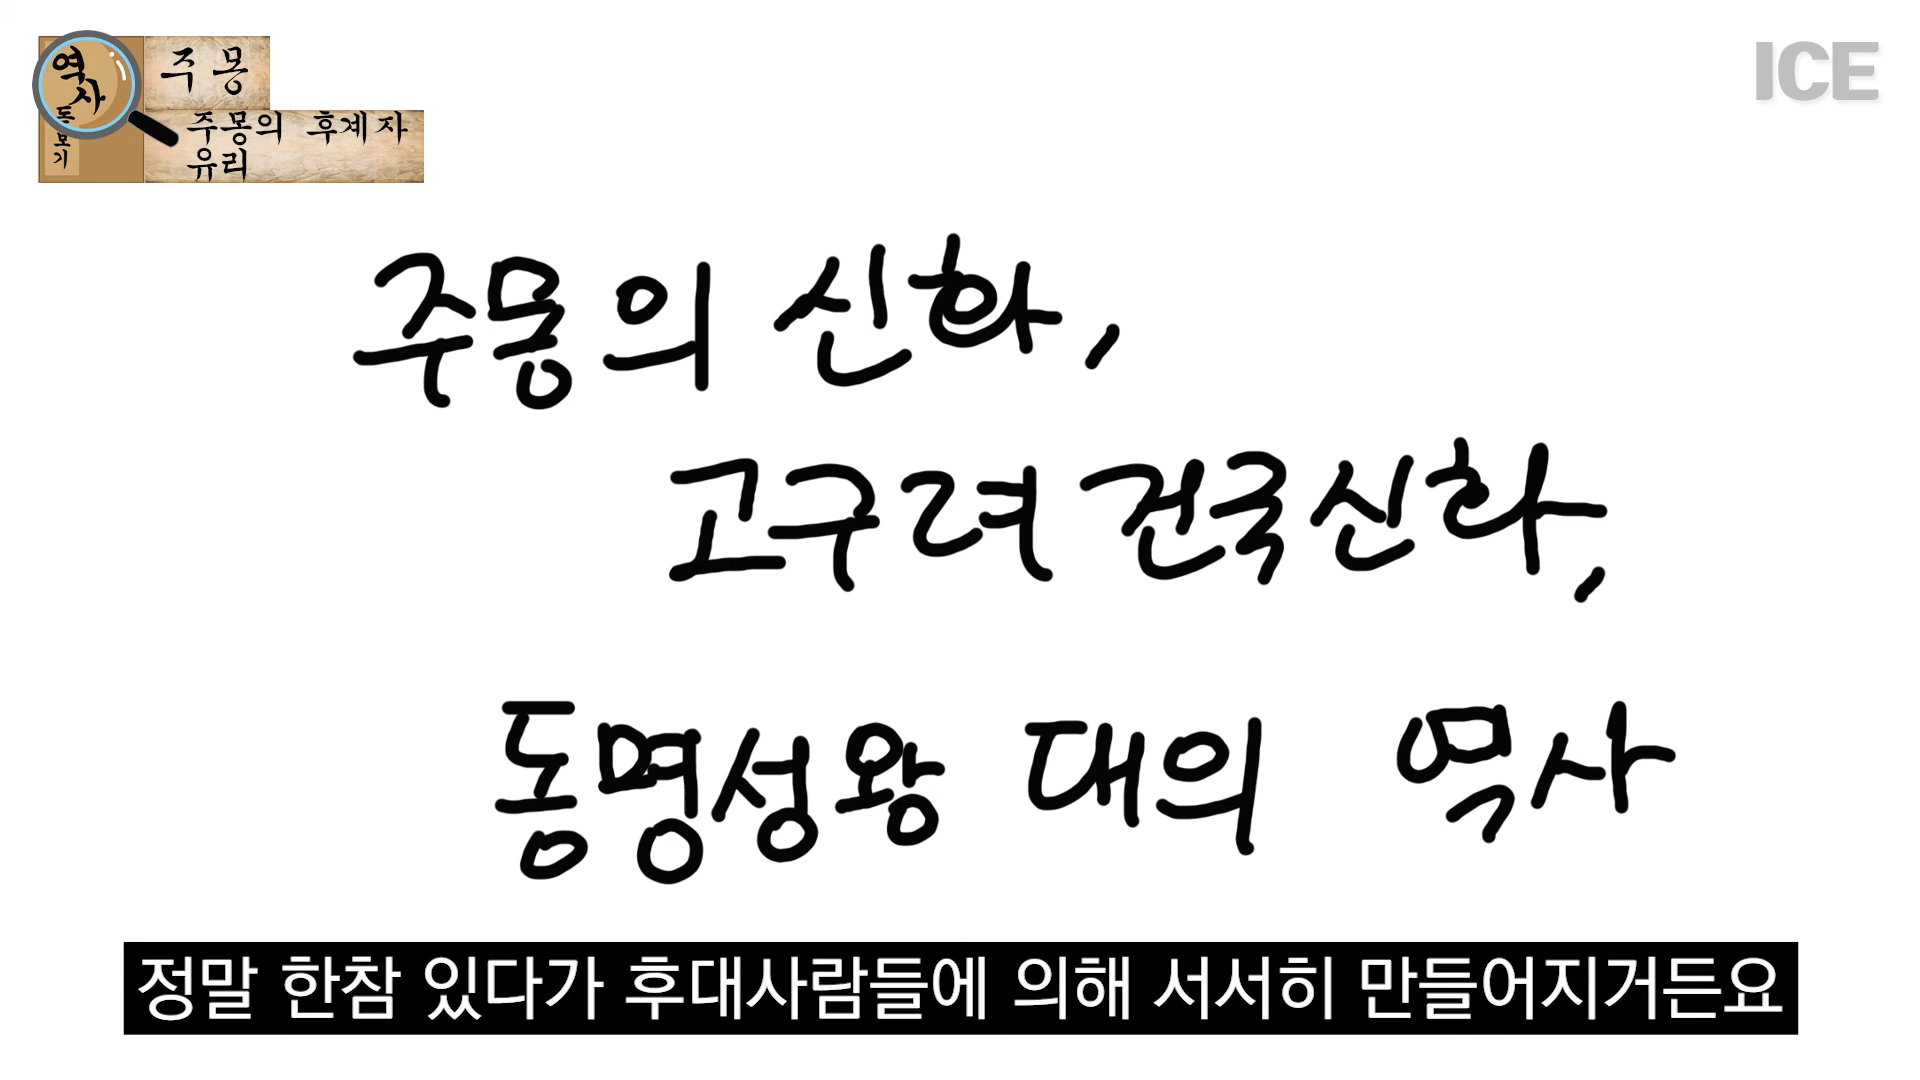 역사
돋보기
주몽
주몽의 후계자
유리
ICE
주몽의 신화,
고구려 건국신화,
동명성왕 대의 역사
정말 한참 있다가 후대사람들에 의해 서서히 만들어지거든요